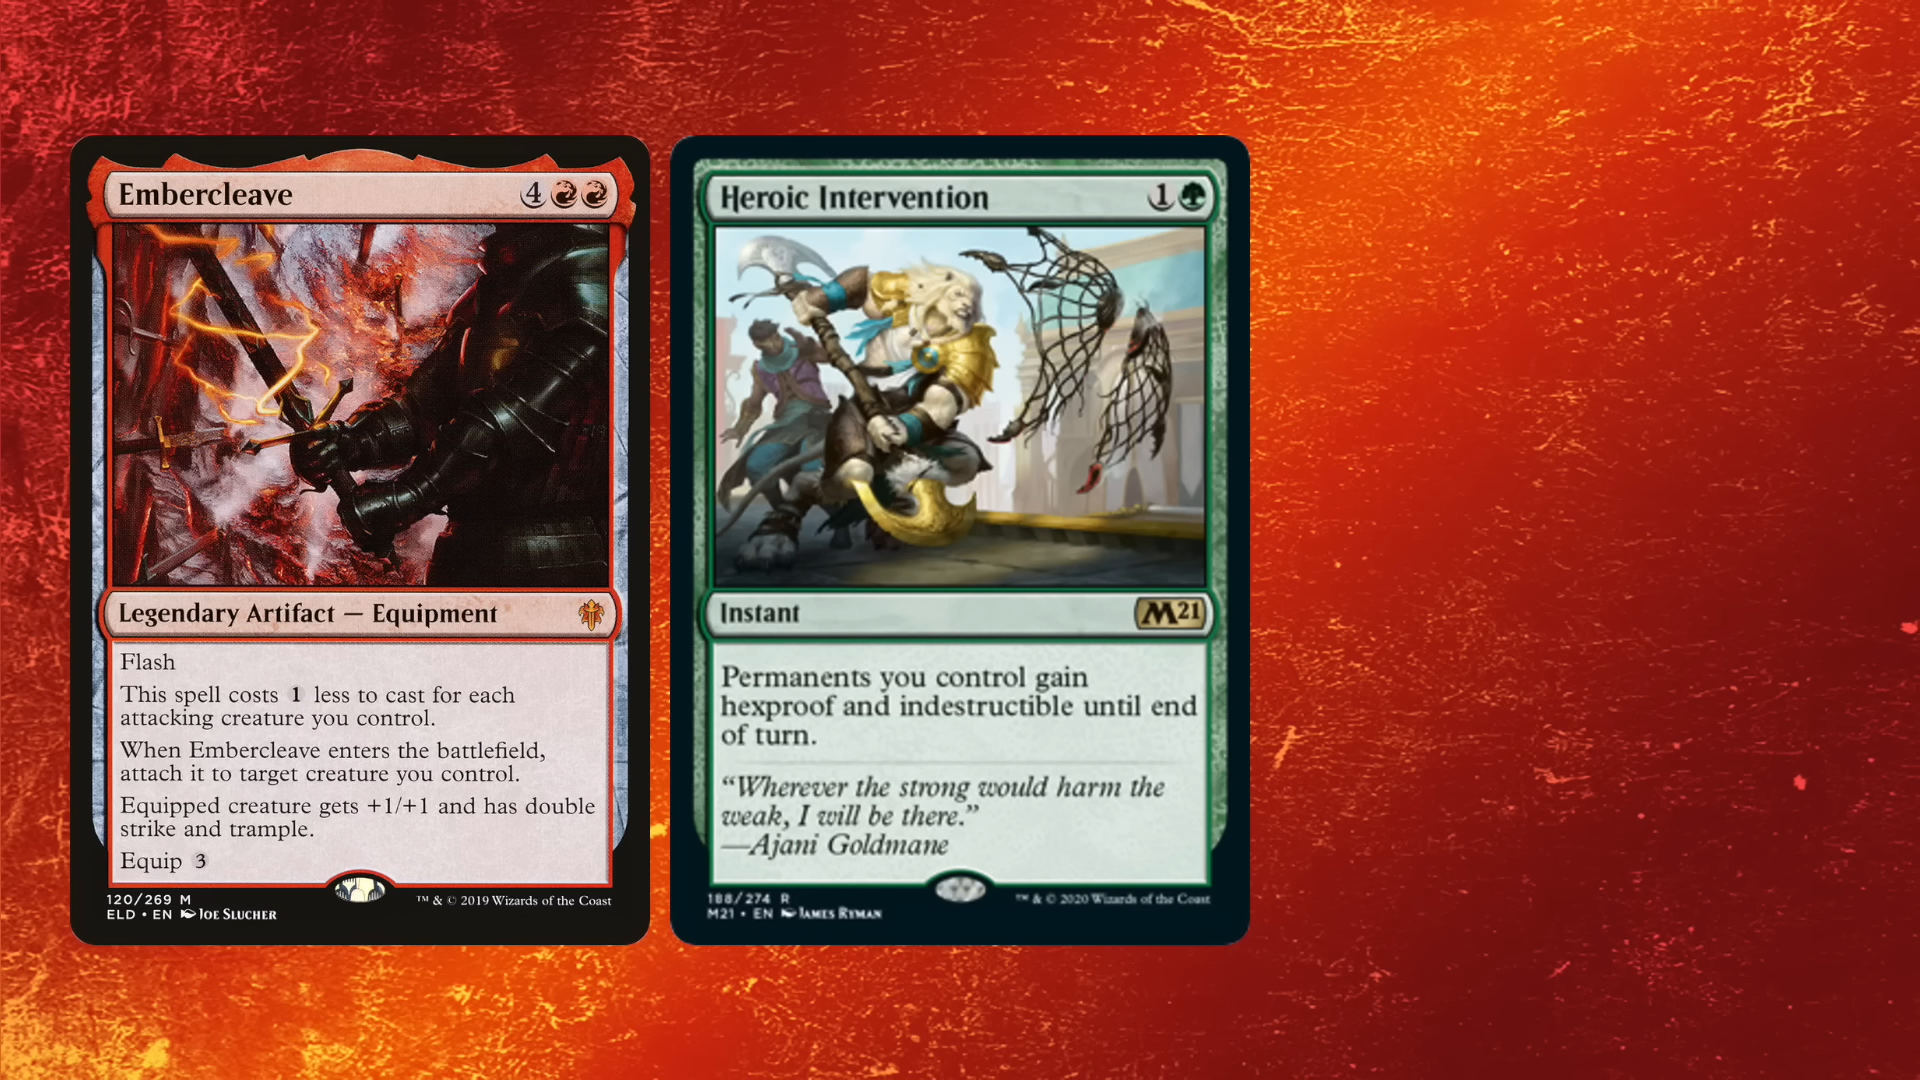 Embercleave 4
Legendary Artifact — Equipment
Flash
This spell costs 1 less to cast for each
attacking creature you control.
When Embercleave enters the battlefield,
attach it to target creature you control.
Equipped creature gets +1/+1 and has double
strike and trample.
Equip 3
120/269 M
ELD • EN JOE SLUCHER
™ & © 2019 Wizards of the Coast
Heroic Intervention 1
Instant M21
Permanents you control gain
hexproof and indestructible until end
of turn.
“Wherever the strong would harm the
weak, I will be there.”
—Ajani Goldmane
188/274 R
M21 • EN JAMES RYMAN
™ & © 2020 Wizards of the Coast